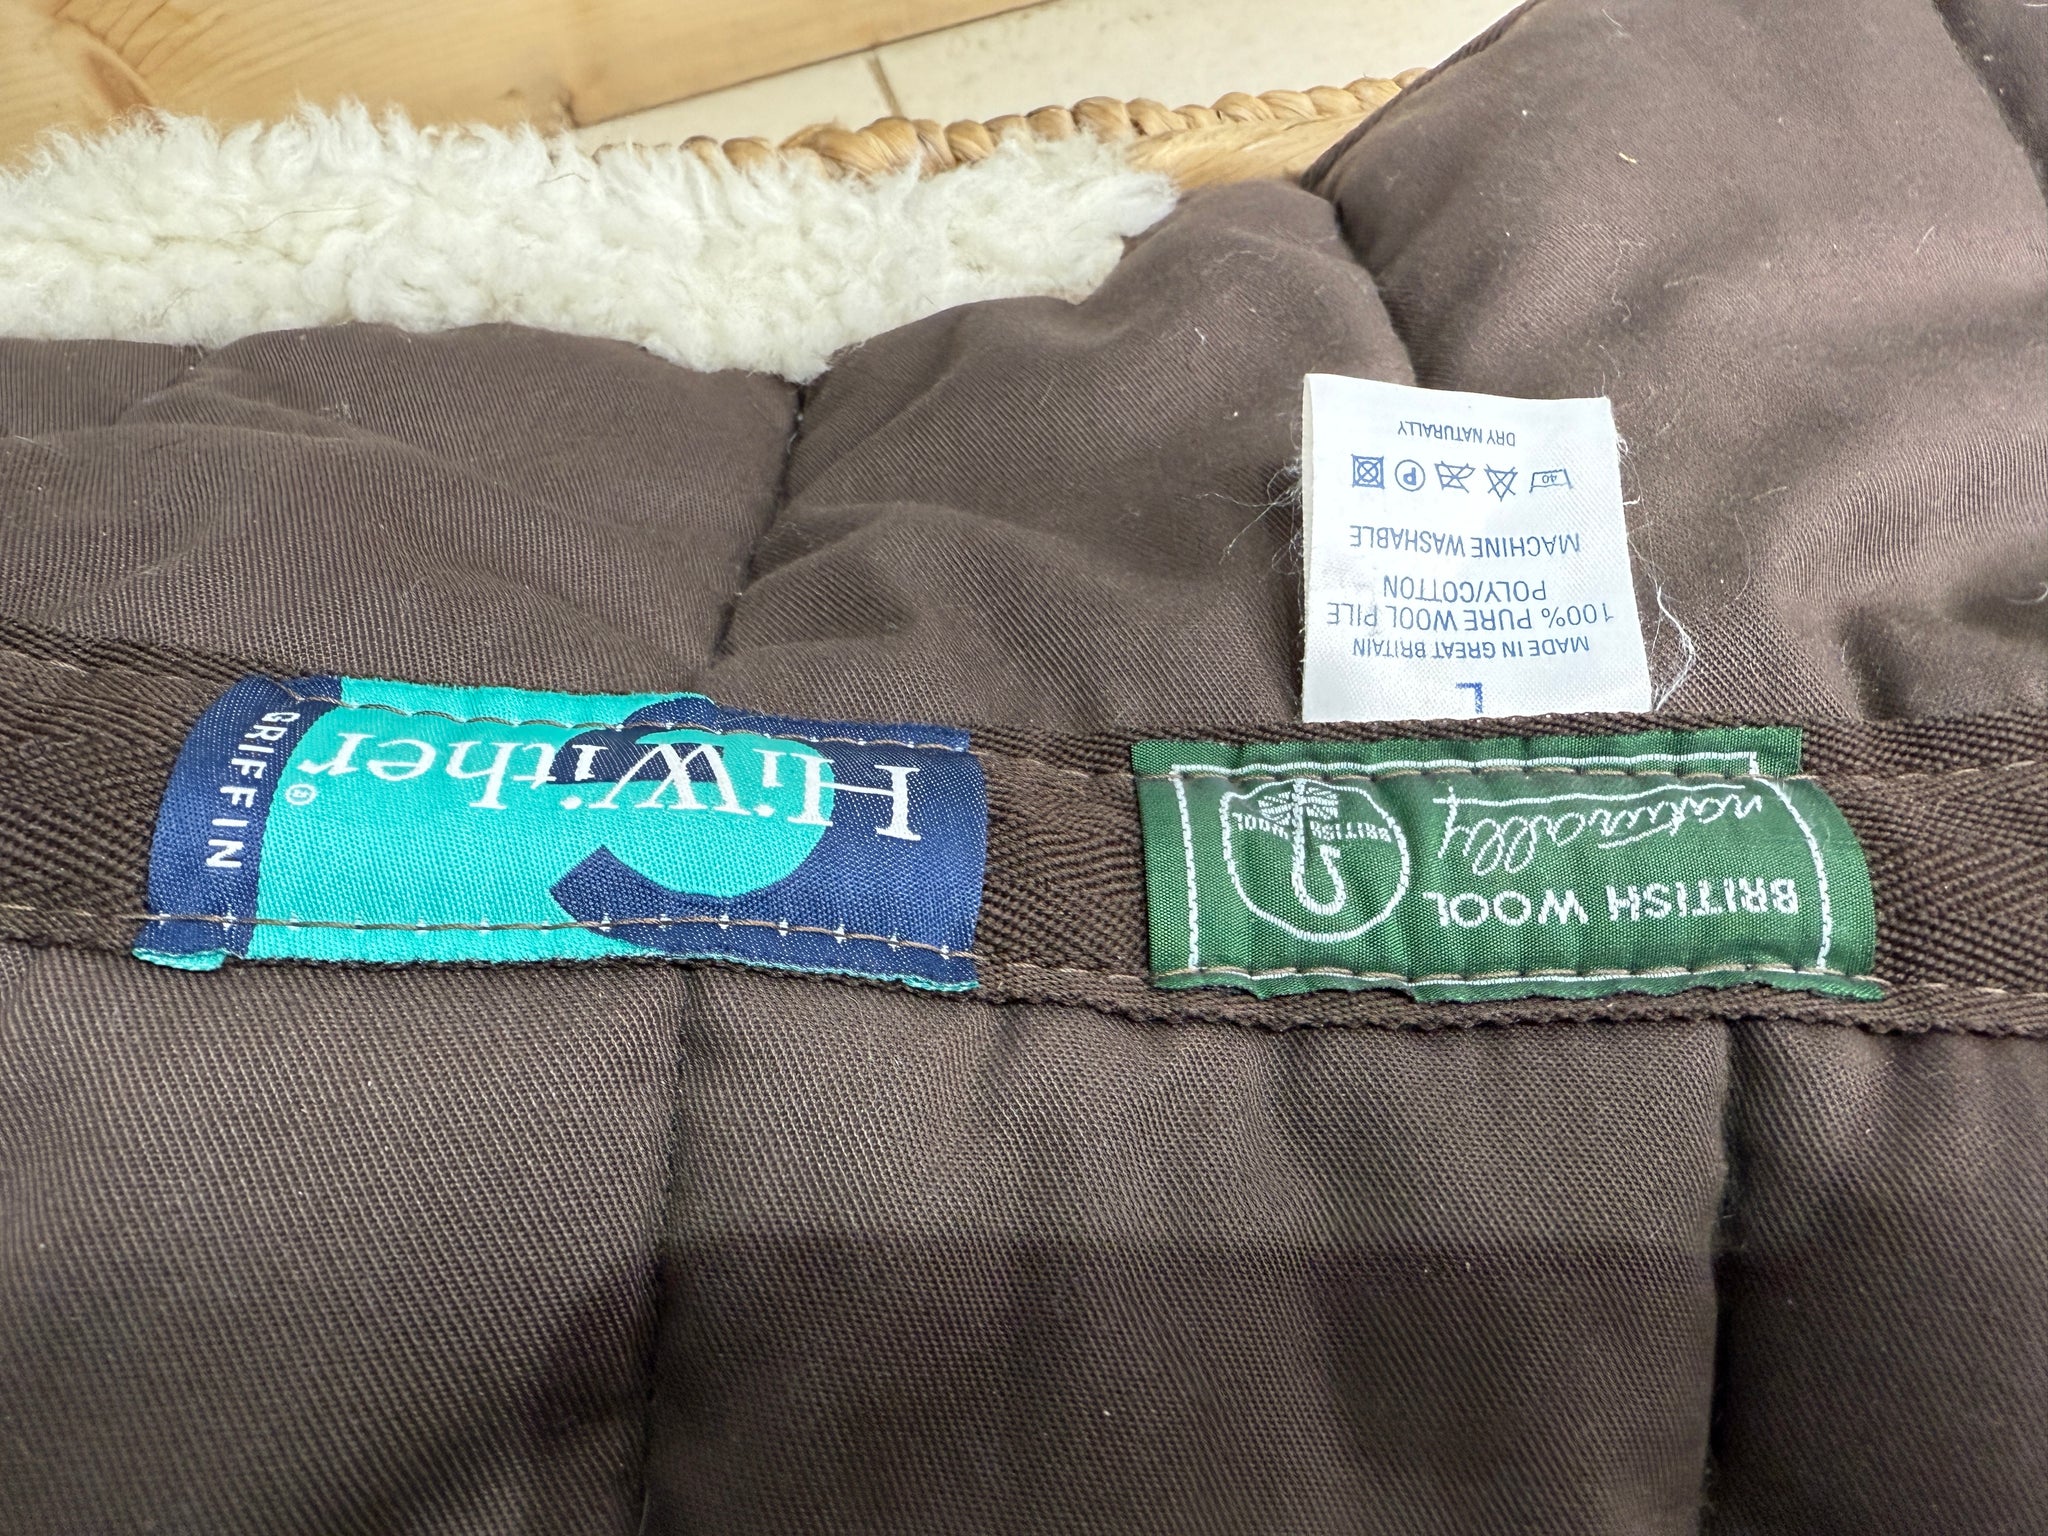 HiWither®
GRIFFIN
BRITISH WOOL
naturally
BRITISH
WOOL
L
MADE IN GREAT BRITAIN
100% PURE WOOL PILE
POLY/COTTON
MACHINE WASHABLE
40 P
DRY NATURALLY